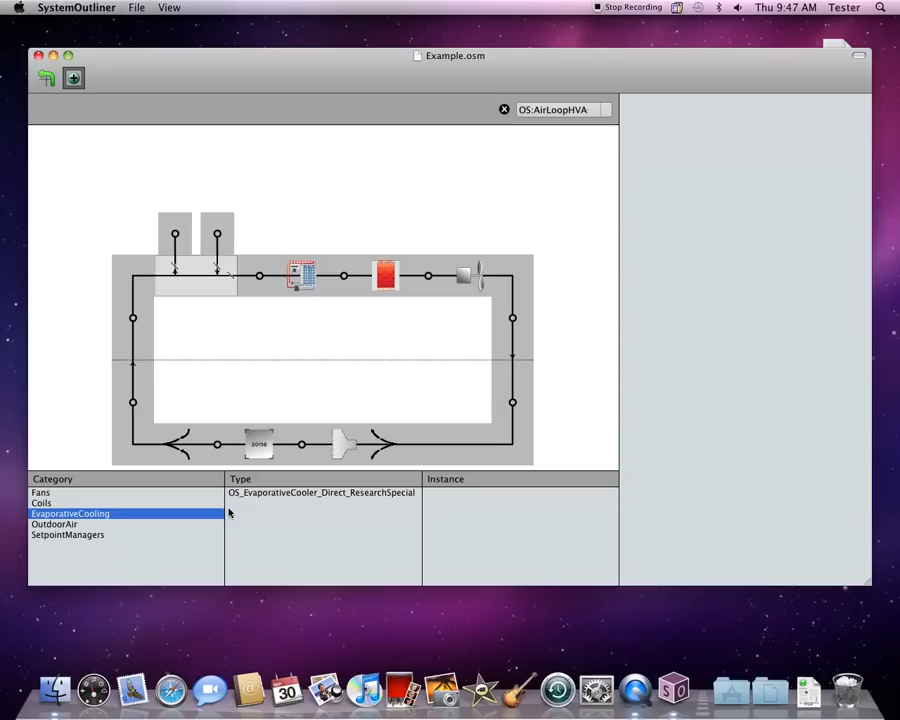 SystemOutliner File View Stop Recording Thu 9:47 AM Tester
Example.osm
OS:AirLoopHVA
ZONE
Category Type Instance
Fans OS_EvaporativeCooler_Direct_ResearchSpecial
Coils
EvaporativeCooling
OutdoorAir
SetpointManagers
30